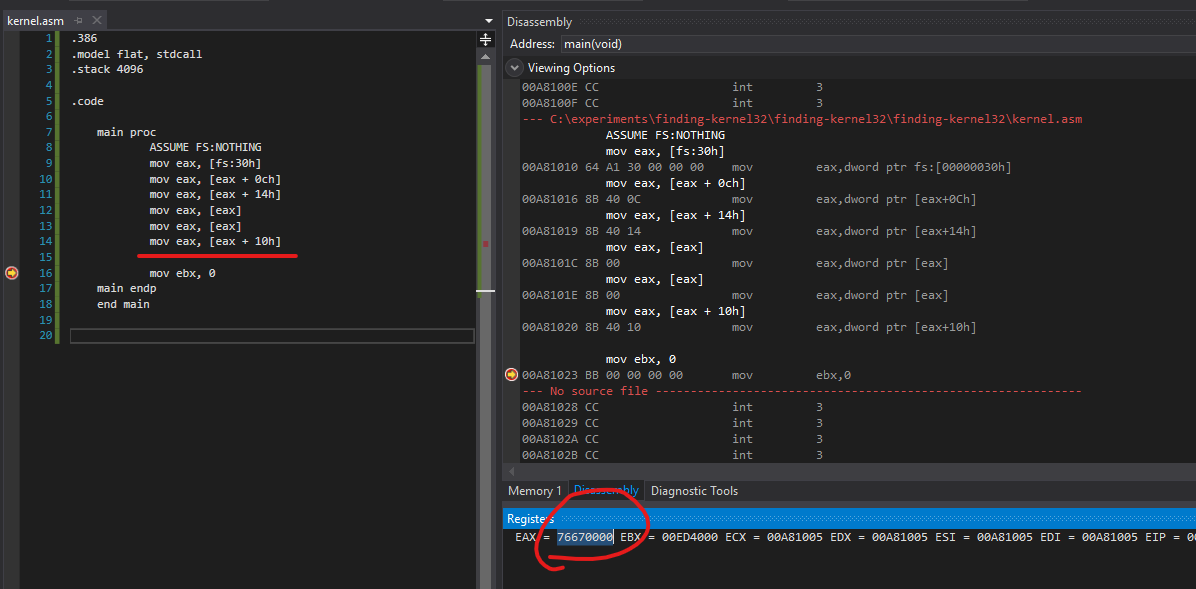 kernel.asm
1 .386
2 .model flat, stdcall
3 .stack 4096
4
5 .code
6
7 main proc
8 ASSUME FS:NOTHING
9 mov eax, [fs:30h]
10 mov eax, [eax + 0ch]
11 mov eax, [eax + 14h]
12 mov eax, [eax]
13 mov eax, [eax]
14 mov eax, [eax + 10h]
15
16 mov ebx, 0
17 main endp
18 end main
19
20
Disassembly
Address: main(void)
Viewing Options
00A8100E CC int 3
00A8100F CC int 3
--- C:\experiments\finding-kernel32\finding-kernel32\finding-kernel32\kernel.asm
ASSUME FS:NOTHING
mov eax, [fs:30h]
00A81010 64 A1 30 00 00 00 mov eax,dword ptr fs:[00000030h]
mov eax, [eax + 0ch]
00A81016 8B 40 0C mov eax,dword ptr [eax+0Ch]
mov eax, [eax + 14h]
00A81019 8B 40 14 mov eax,dword ptr [eax+14h]
mov eax, [eax]
00A8101C 8B 00 mov eax,dword ptr [eax]
mov eax, [eax]
00A8101E 8B 00 mov eax,dword ptr [eax]
mov eax, [eax + 10h]
00A81020 8B 40 10 mov eax,dword ptr [eax+10h]
mov ebx, 0
00A81023 BB 00 00 00 00 mov ebx,0
--- No source file -------------------------------------------------------------
00A81028 CC int 3
00A81029 CC int 3
00A8102A CC int 3
00A8102B CC int 3
Memory 1 Disassembly Diagnostic Tools
Registers
EAX = 76670000 EBX = 00ED4000 ECX = 00A81005 EDX = 00A81005 ESI = 00A81005 EDI = 00A81005 EIP = 00